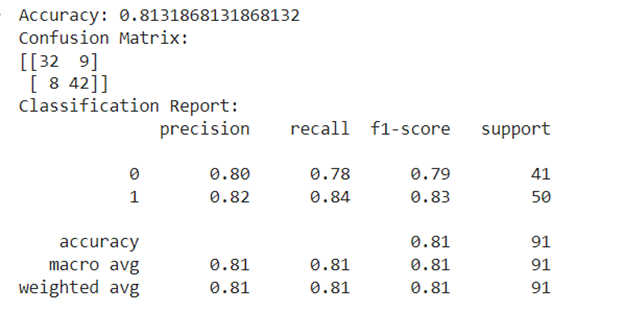 Accuracy: 0.8131868131868132
Confusion Matrix:
[[32  9]
 [ 8 42]]
Classification Report:
              precision    recall  f1-score   support

           0       0.80      0.78      0.79        41
           1       0.82      0.84      0.83        50

    accuracy                           0.81        91
   macro avg       0.81      0.81      0.81        91
weighted avg       0.81      0.81      0.81        91